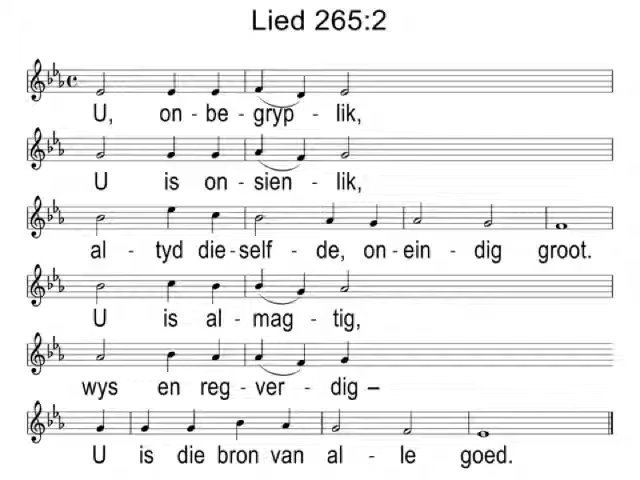 Lied 265:2
U, on - be - gryp - lik,
U is on - sien - lik,
al - tyd die - self - de, on - ein - dig groot.
U is al - mag - tig,
wys en reg - ver - dig –
U is die bron van al - le goed.